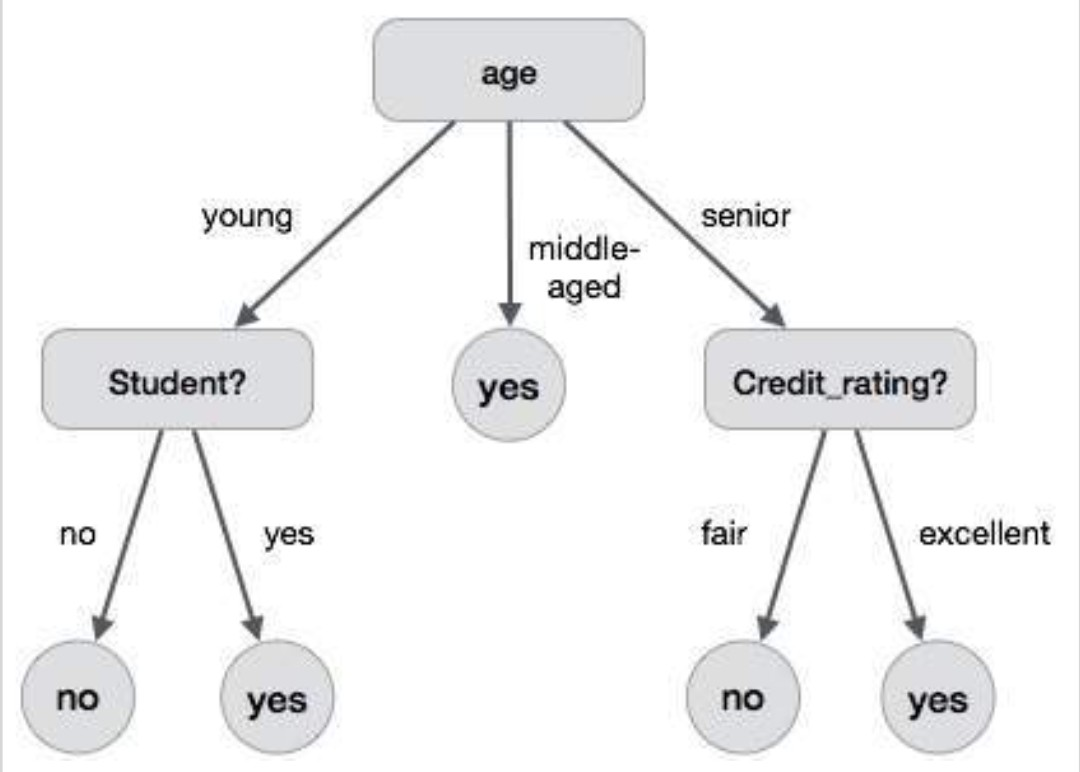 age
young
senior
middle-
aged
Student?
yes
Credit_rating?
no
yes
fair
excellent
no
yes
no
yes